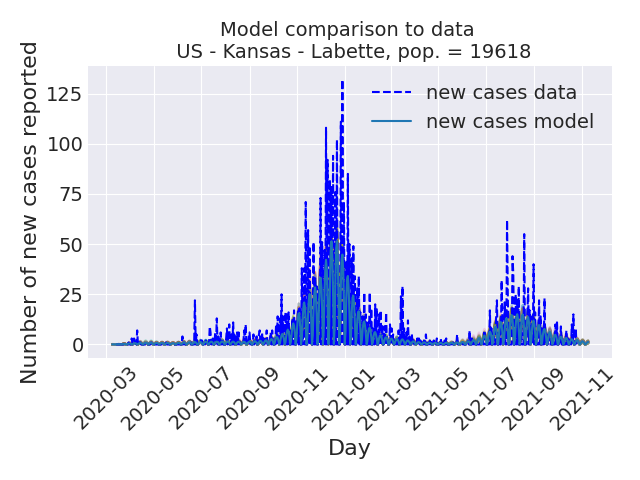 Model comparison to data
US - Kansas - Labette, pop. = 19618
Number of new cases reported
125
100
75
50
25
0
new cases data
new cases model
2020-03
2020-05
2020-07
2020-09
2020-11
2021-01
2021-03
2021-05
2021-07
2021-09
2021-11
Day